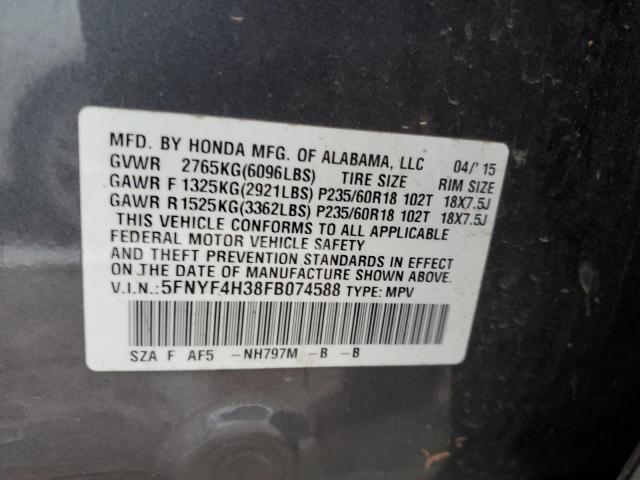 MFD. BY HONDA MFG. OF ALABAMA, LLC 04/'15
GVWR 2765KG(6096LBS) TIRE SIZE RIM SIZE
GAWR F 1325KG(2921LBS) P235/60R18 102T 18X7.5J
GAWR R1525KG(3362LBS) P235/60R18 102T 18X7.5J
THIS VEHICLE CONFORMS TO ALL APPLICABLE
FEDERAL MOTOR VEHICLE SAFETY
AND THEFT PREVENTION STANDARDS IN EFFECT
ON THE DATE OF MANUFACTURE SHOWN ABOVE.
V.I.N.:5FNYF4H38FB074588 TYPE: MPV
SZA F AF5 -NH797M -B -B